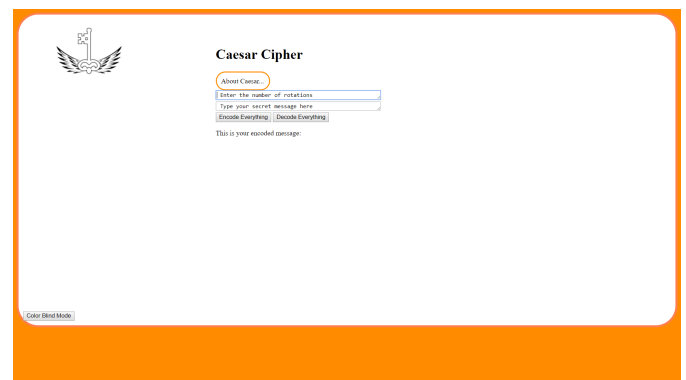 Caesar Cipher
About Caesar...
Enter the number of rotations
Type your secret message here
Encode Everything Decode Everything
This is your encoded message:
Color Blind Mode